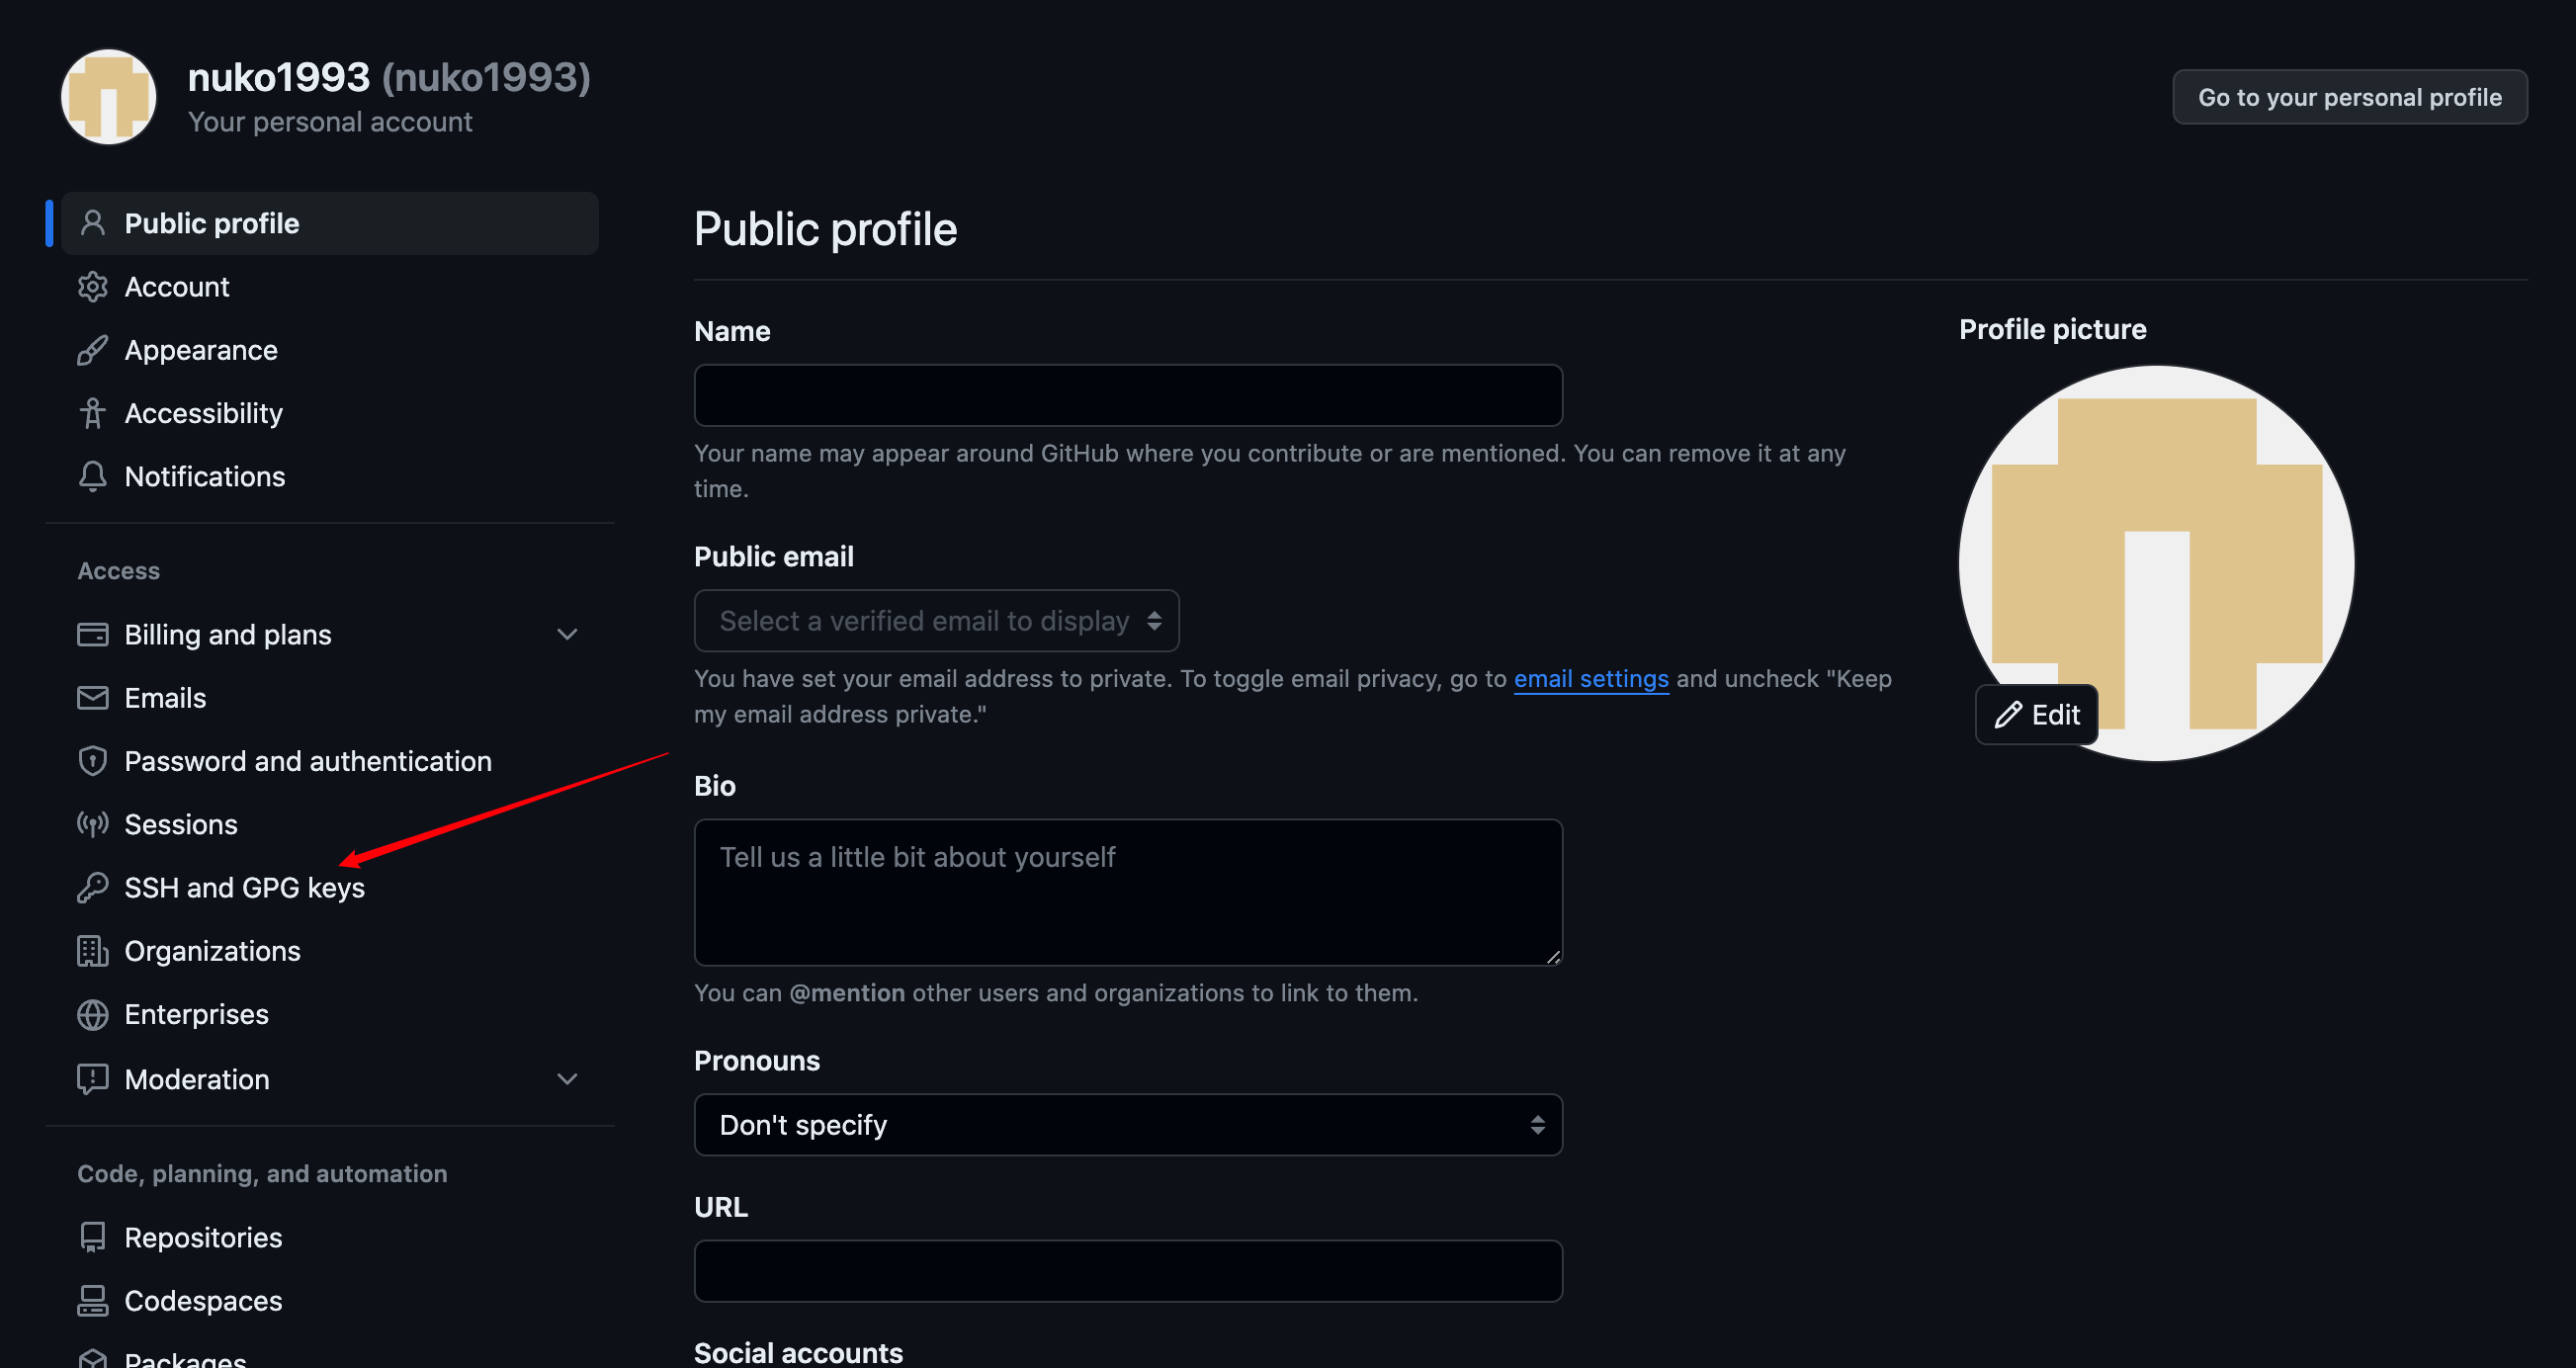 nuko1993 (nuko1993)
Your personal account
Go to your personal profile
Public profile
Account
Appearance
Accessibility
Notifications
Access
Billing and plans
Emails
Password and authentication
Sessions
SSH and GPG keys
Organizations
Enterprises
Moderation
Code, planning, and automation
Repositories
Codespaces
Packages
Public profile
Name
Your name may appear around GitHub where you contribute or are mentioned. You can remove it at any
time.
Public email
Select a verified email to display
You have set your email address to private. To toggle email privacy, go to email settings and uncheck "Keep
my email address private."
Bio
Tell us a little bit about yourself
You can @mention other users and organizations to link to them.
Pronouns
Don't specify
URL
Social accounts
Profile picture
Edit